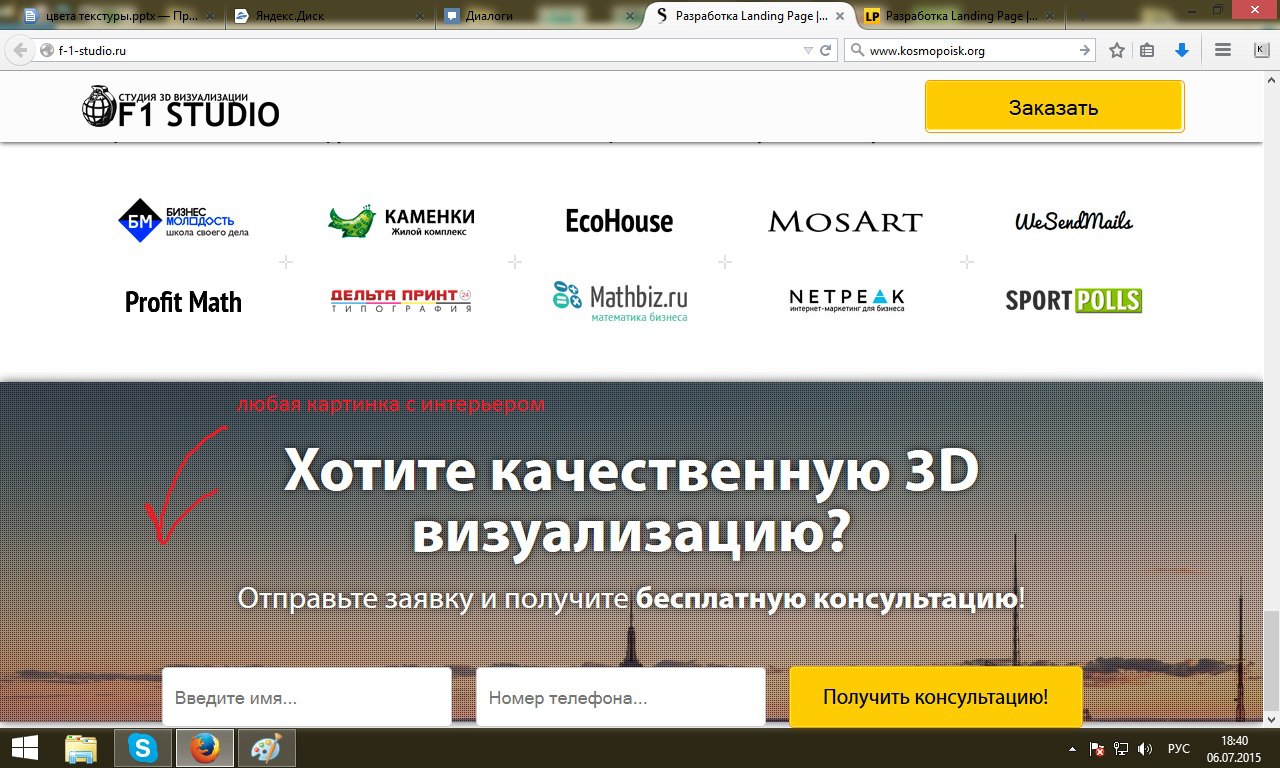 цвета текстуры.pptx — Пр...
Яндекс.Диск
Диалоги
Разработка Landing Page |...
LP Разработка Landing Page |...
f-1-studio.ru
www.kosmopoisk.org
K
СТУДИЯ 3D ВИЗУАЛИЗАЦИИ
F1 STUDIO
Заказать
БМ
БИЗНЕС
МОЛОДОСТЬ
школа своего дела
КАМЕНКИ
Жилой комплекс
EcoHouse
MOSART
WeSendMails
Profit Math
ДЕЛЬТА ПРИНТ 24
ТИПОГРАФИЯ
Mathbiz.ru
математика бизнеса
NETPEAK
интернет-маркетинг для бизнеса
SPORT POLLS
любая картинка с интерьером
Хотите качественную 3D
визуализацию?
Отправьте заявку и получите бесплатную консультацию!
Введите имя...
Номер телефона...
Получить консультацию!
РУС
18:40
06.07.2015